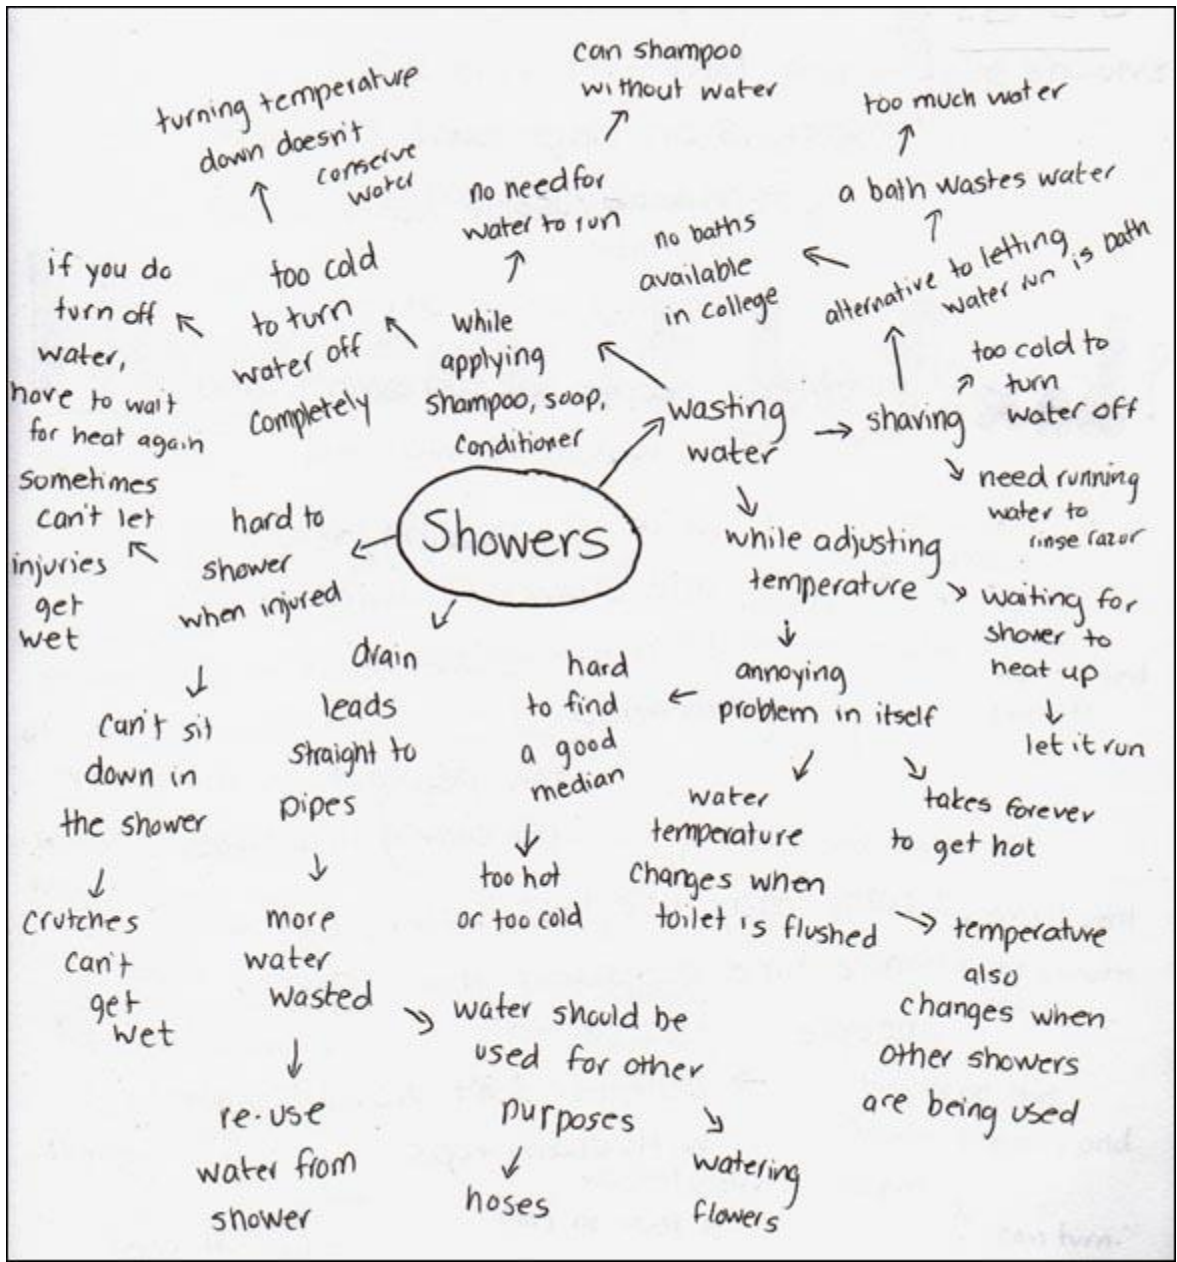 can shampoo
without water
turning temperature
down doesn't
conserve
water
too much water
a bath wastes water
no need for
water to run
no baths
available
in college
alternative to letting
water run is bath
if you do
turn off
water,
have to wait
for heat again
too cold
to turn
water off
completely
while
applying
shampoo, soap,
conditioner
wasting
water
shaving
too cold to
turn
water off
need running
water to
rinse razor
Showers
sometimes
can't let
injuries
get
wet
hard to
shower
when injured
while adjusting
temperature
waiting for
shower to
heat up
let it run
drain
leads
straight to
pipes
hard
to find
a good
median
annoying
problem in itself
can't sit
down in
the shower
too hot
or too cold
water
temperature
changes when
toilet is flushed
takes forever
to get hot
crutches
can't
get
wet
more
water
wasted
temperature
also
changes when
other showers
are being used
water should be
used for other
purposes
re-use
water from
shower
hoses
watering
flowers